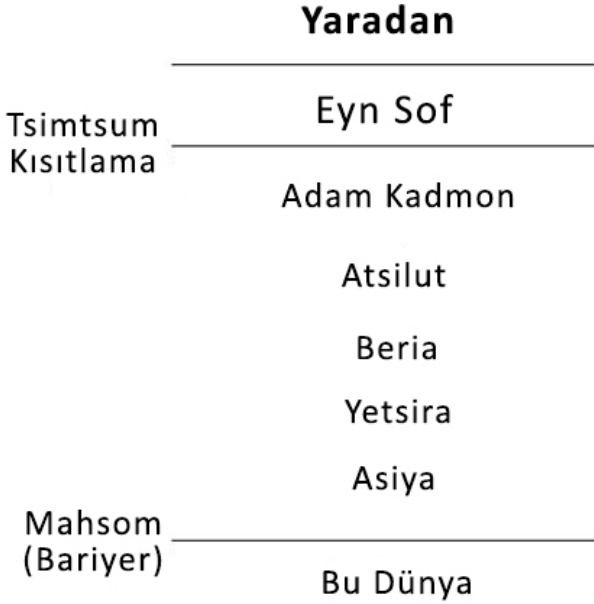 Yaradan
Eyn Sof
Tsimtsum
Kısıtlama
Adam Kadmon
Atsilut
Beria
Yetsira
Asiya
Mahsom
(Bariyer)
Bu Dünya